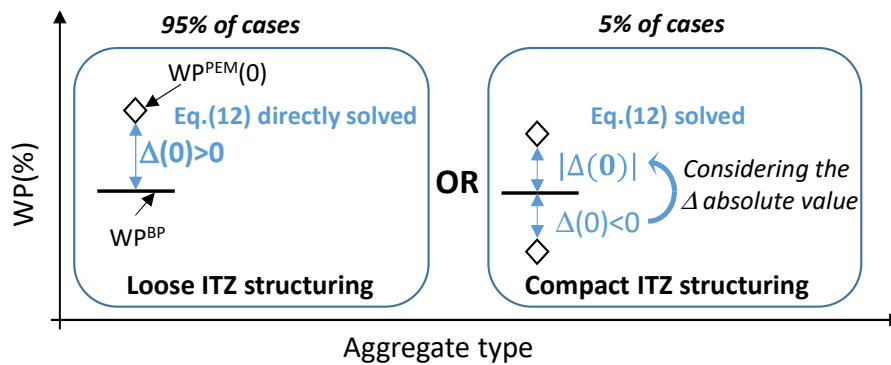 95% of cases
5% of cases
WP^PEM(0)
Eq.(12) directly solved
Δ(0)>0
WP^BP
Loose ITZ structuring
OR
Eq.(12) solved
|Δ(0)|
Considering the
Δ absolute value
Δ(0)<0
Compact ITZ structuring
WP(%)
Aggregate type